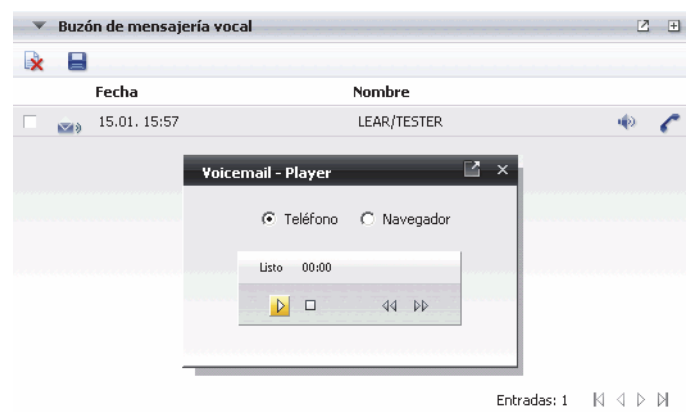 Buzón de mensajería vocal
Fecha Nombre
15.01. 15:57 LEAR/TESTER
Voicemail - Player
Teléfono Navegador
Listo 00:00
Entradas: 1